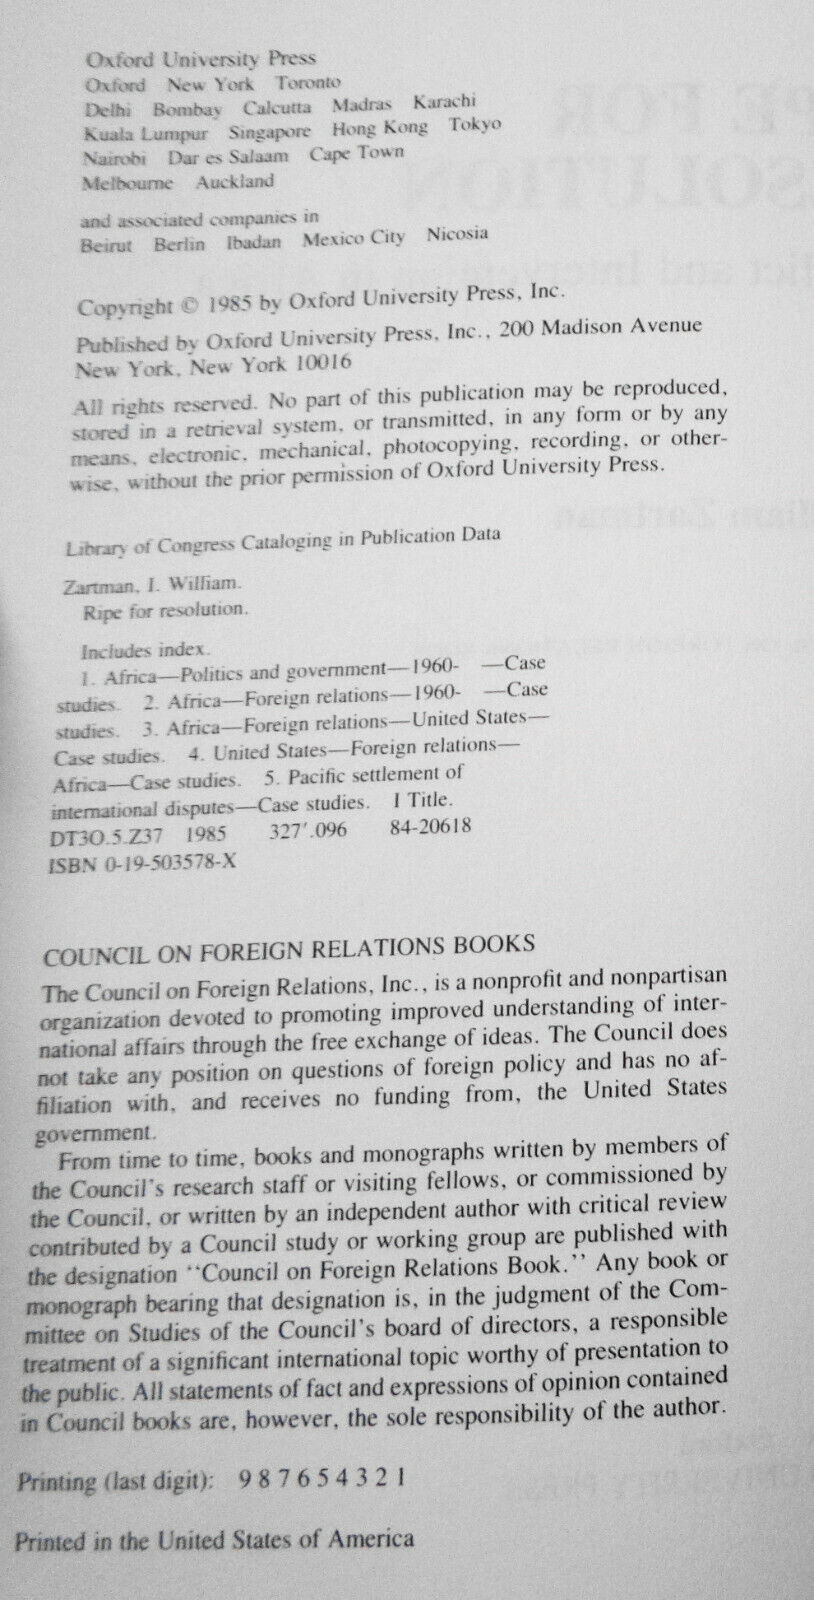 Oxford University Press
Oxford New York Toronto
Delhi Bombay Calcutta Madras Karachi
Kuala Lumpur Singapore Hong Kong Tokyo
Nairobi Dar es Salaam Cape Town
Melbourne Auckland
and associated companies in
Beirut Berlin Ibadan Mexico City Nicosia
Copyright © 1985 by Oxford University Press, Inc.
Published by Oxford University Press, Inc., 200 Madison Avenue
New York, New York 10016
All rights reserved. No part of this publication may be reproduced,
stored in a retrieval system, or transmitted, in any form or by any
means, electronic, mechanical, photocopying, recording, or other-
wise, without the prior permission of Oxford University Press.
Library of Congress Cataloging in Publication Data
Zartman, I. William.
Ripe for resolution.
Includes index.
1. Africa—Politics and government—1960- —Case
studies. 2. Africa—Foreign relations—1960- —Case
studies. 3. Africa—Foreign relations—United States—
Case studies. 4. United States—Foreign relations—
Africa—Case studies. 5. Pacific settlement of
international disputes—Case studies. I Title.
DT3O.5.Z37 1985 327′.096 84-20618
ISBN 0-19-503578-X
COUNCIL ON FOREIGN RELATIONS BOOKS
The Council on Foreign Relations, Inc., is a nonprofit and nonpartisan
organization devoted to promoting improved understanding of inter-
national affairs through the free exchange of ideas. The Council does
not take any position on questions of foreign policy and has no af-
filiation with, and receives no funding from, the United States
government.
From time to time, books and monographs written by members of
the Council's research staff or visiting fellows, or commissioned by
the Council, or written by an independent author with critical review
contributed by a Council study or working group are published with
the designation ‘‘Council on Foreign Relations Book.’’ Any book or
monograph bearing that designation is, in the judgment of the Com-
mittee on Studies of the Council's board of directors, a responsible
treatment of a significant international topic worthy of presentation to
the public. All statements of fact and expressions of opinion contained
in Council books are, however, the sole responsibility of the author.
Printing (last digit): 9 8 7 6 5 4 3 2 1
Printed in the United States of America